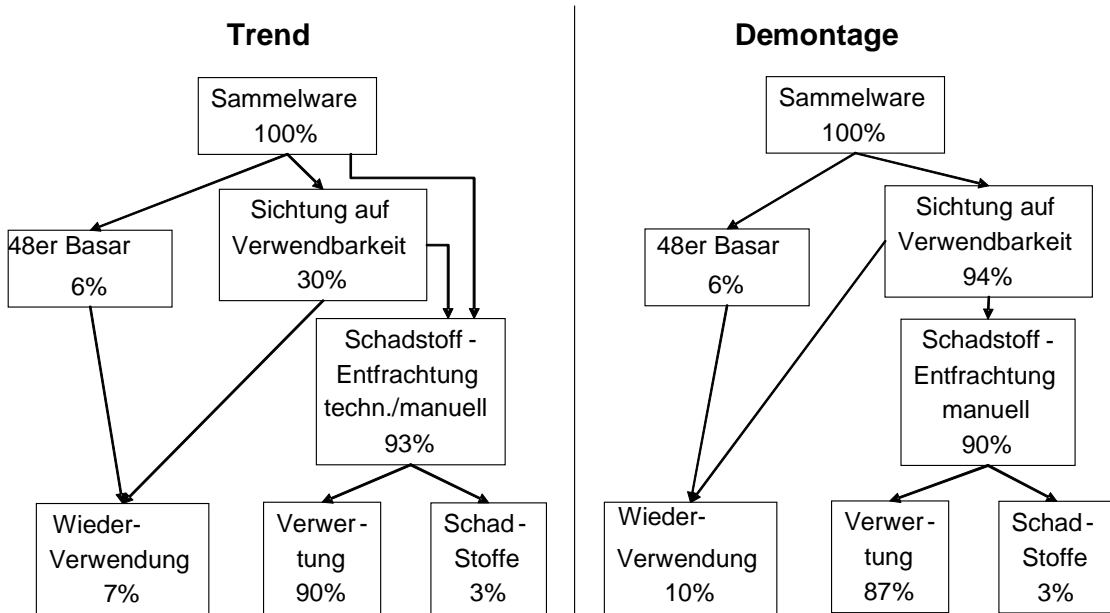 Trend
Sammelware
100%
48er Basar
6%
Sichtung auf
Verwendbarkeit
30%
Schadstoff -
Entfrachtung
techn./manuell
93%
Wieder-
Verwendung
7%
Verwer-
tung
90%
Schad -
Stoffe
3%
Demontage
Sammelware
100%
48er Basar
6%
Sichtung auf
Verwendbarkeit
94%
Schadstoff -
Entfrachtung
manuell
90%
Wieder-
Verwendung
10%
Verwer-
tung
87%
Schad -
Stoffe
3%